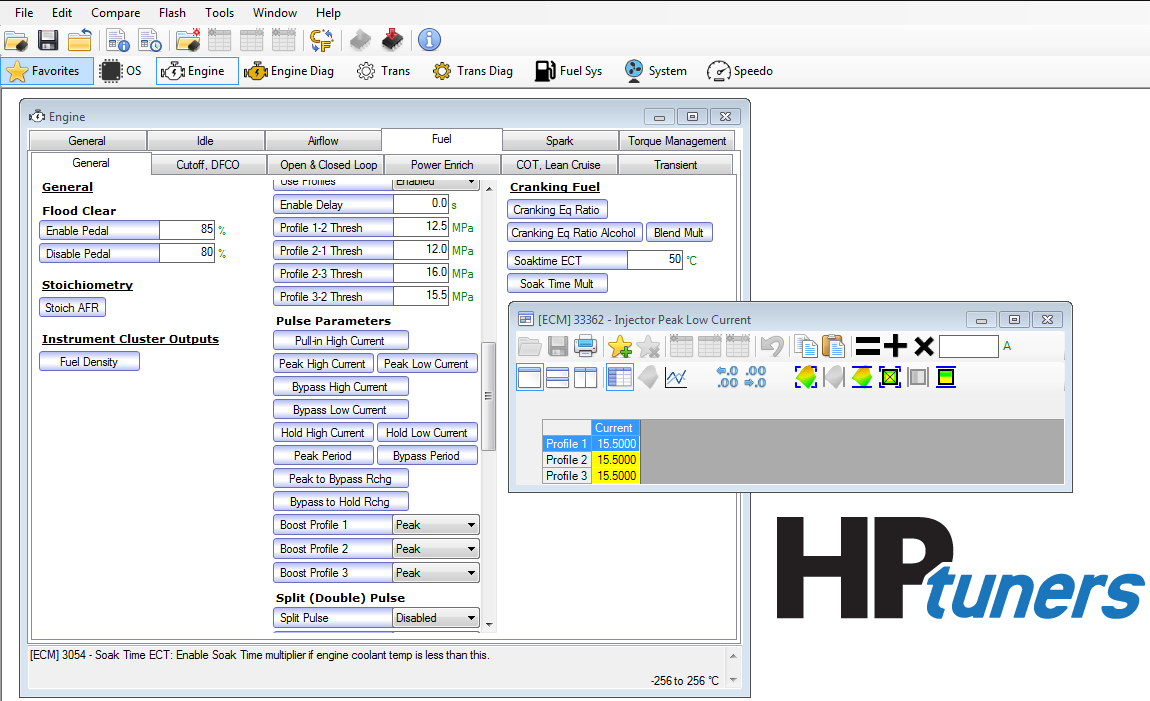 File Edit Compare Flash Tools Window Help
Favorites OS Engine Engine Diag Trans Trans Diag Fuel Sys System Speedo
Engine
General Idle Airflow Fuel Spark Torque Management
General Cutoff, DFCO Open & Closed Loop Power Enrich COT, Lean Cruise Transient
General
Flood Clear
Enable Pedal 85 %
Disable Pedal 80 %
Stoichiometry
Stoich AFR
Instrument Cluster Outputs
Fuel Density
Use Profiles Enabled
Enable Delay 0.0 s
Profile 1-2 Thresh 12.5 MPa
Profile 2-1 Thresh 12.0 MPa
Profile 2-3 Thresh 16.0 MPa
Profile 3-2 Thresh 15.5 MPa
Pulse Parameters
Pull-in High Current
Peak High Current Peak Low Current
Bypass High Current
Bypass Low Current
Hold High Current Hold Low Current
Peak Period Bypass Period
Peak to Bypass Rchg
Bypass to Hold Rchg
Boost Profile 1 Peak
Boost Profile 2 Peak
Boost Profile 3 Peak
Split (Double) Pulse
Split Pulse Disabled
Cranking Fuel
Cranking Eq Ratio
Cranking Eq Ratio Alcohol Blend Mult
Soaktime ECT 50 °C
Soak Time Mult
[ECM] 33362 - Injector Peak Low Current
A
.0 .00
.00 .0
Current
Profile 1 15.5000
Profile 2 15.5000
Profile 3 15.5000
HPtuners
[ECM] 3054 - Soak Time ECT: Enable Soak Time multiplier if engine coolant temp is less than this.
-256 to 256 °C